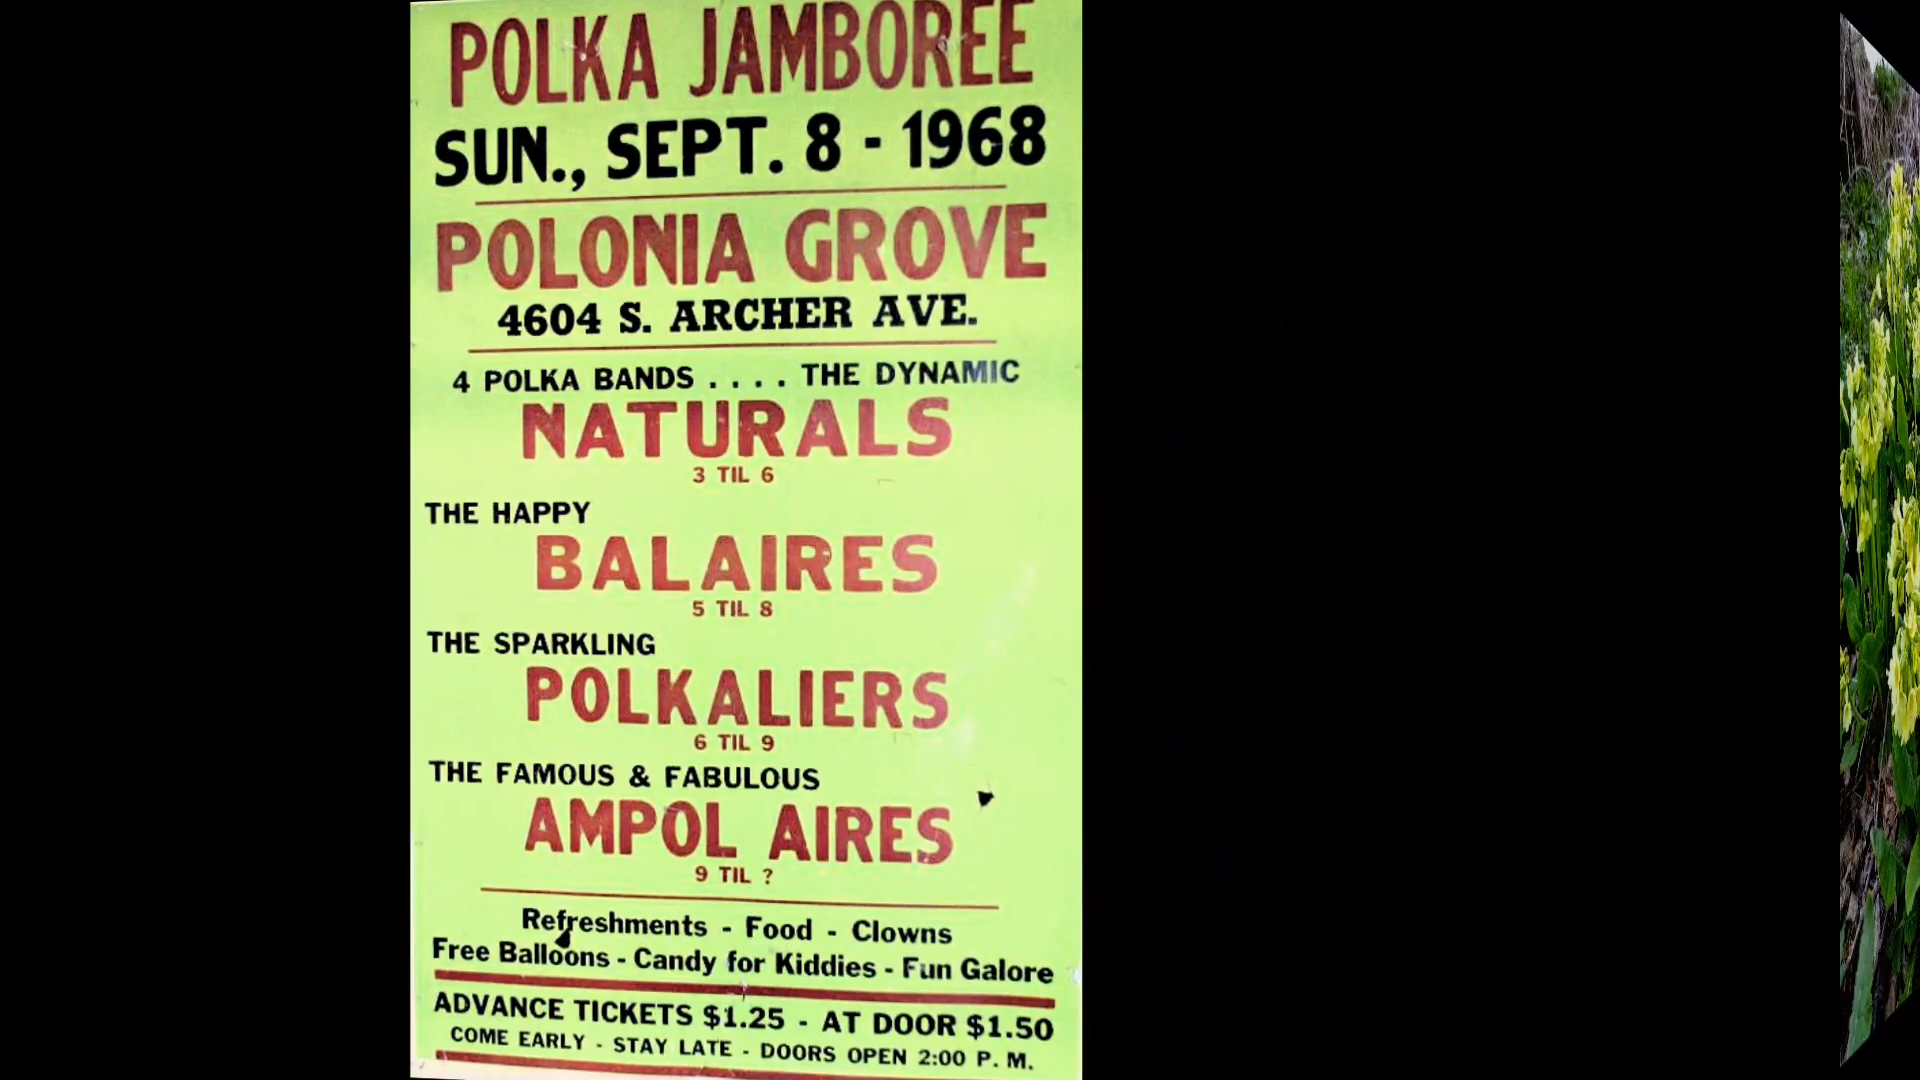 POLKA JAMBOREE
SUN., SEPT. 8 - 1968
POLONIA GROVE
4604 S. ARCHER AVE.
4 POLKA BANDS . . . . THE DYNAMIC
NATURALS
3 TIL 6
THE HAPPY
BALAIRES
5 TIL 8
THE SPARKLING
POLKALIERS
6 TIL 9
THE FAMOUS & FABULOUS
AMPOL AIRES
9 TIL ?
Refreshments - Food - Clowns
Free Balloons - Candy for Kiddies - Fun Galore
ADVANCE TICKETS $1.25 - AT DOOR $1.50
COME EARLY - STAY LATE - DOORS OPEN 2:00 P. M.